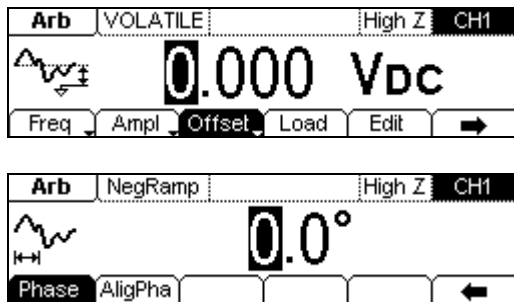 Arb VOLATILE High Z CH1
0.000 VDC
Freq Ampl Offset Load Edit
Arb NegRamp High Z CH1
0.0°
Phase AligPha